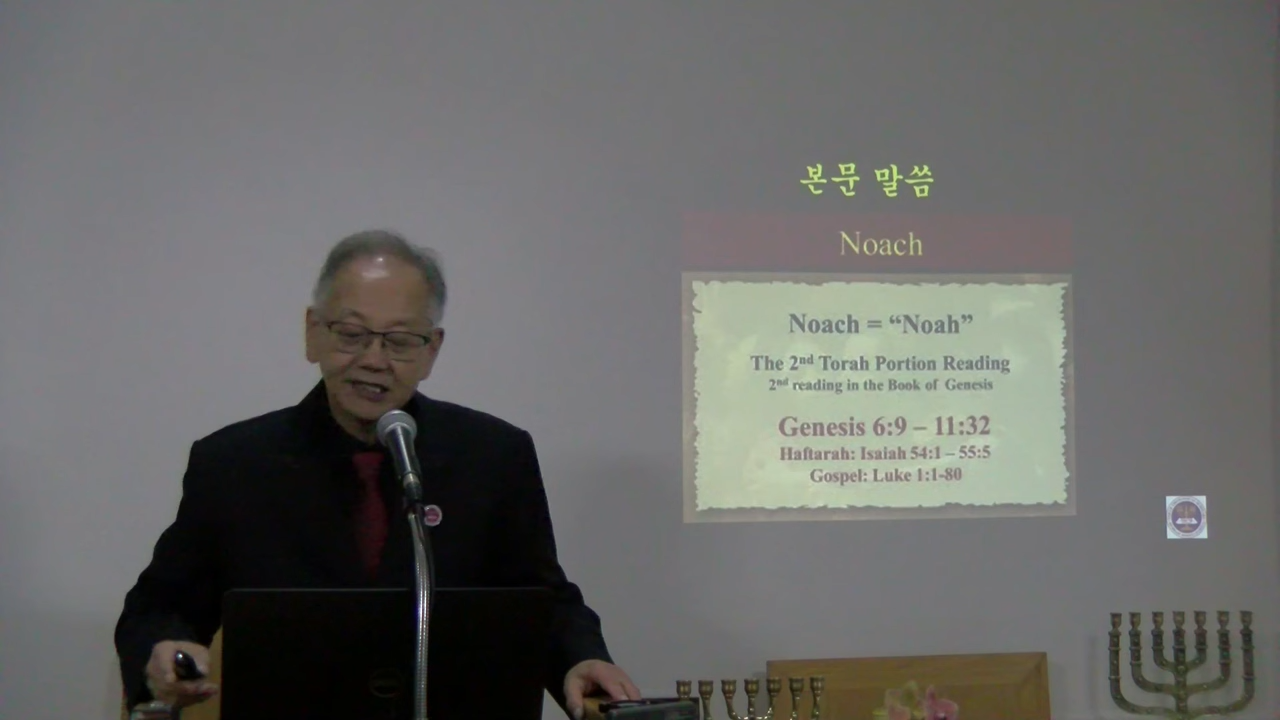 본문 말씀
Noach
Noach = “Noah”
The 2nd Torah Portion Reading
2nd reading in the Book of Genesis
Genesis 6:9 – 11:32
Haftarah: Isaiah 54:1 – 55:5
Gospel: Luke 1:1-80